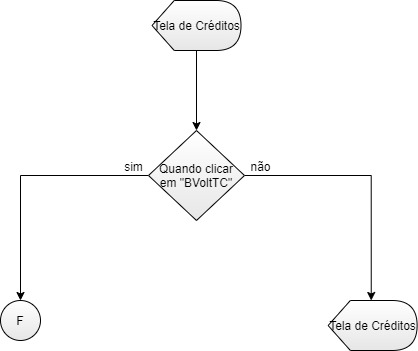 Tela de Créditos
sim
Quando clicar
em "BVoltTC"
não
F
Tela de Créditos